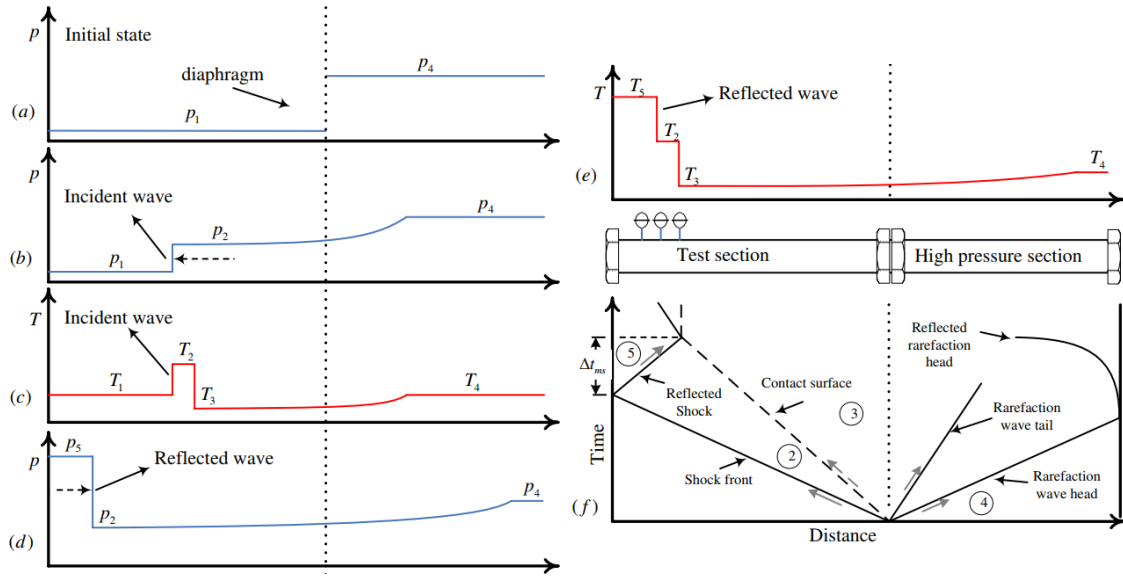 p
Initial state
diaphragm
p₄
p₁
(a)
p
Incident wave
p₄
p₂
p₁
(b)
T
Incident wave
T₂
T₁
T₃
T₄
(c)
p₅
p
Reflected wave
p₄
p₂
(d)
T
T₅
Reflected wave
T₂
T₃
T₄
(e)
Test section
High pressure section
Δtₘₛ
5
Reflected
Shock
Contact surface
3
Reflected
rarefaction
head
Rarefaction
wave tail
Time
2
Shock front
Rarefaction
wave head
4
(f)
Distance